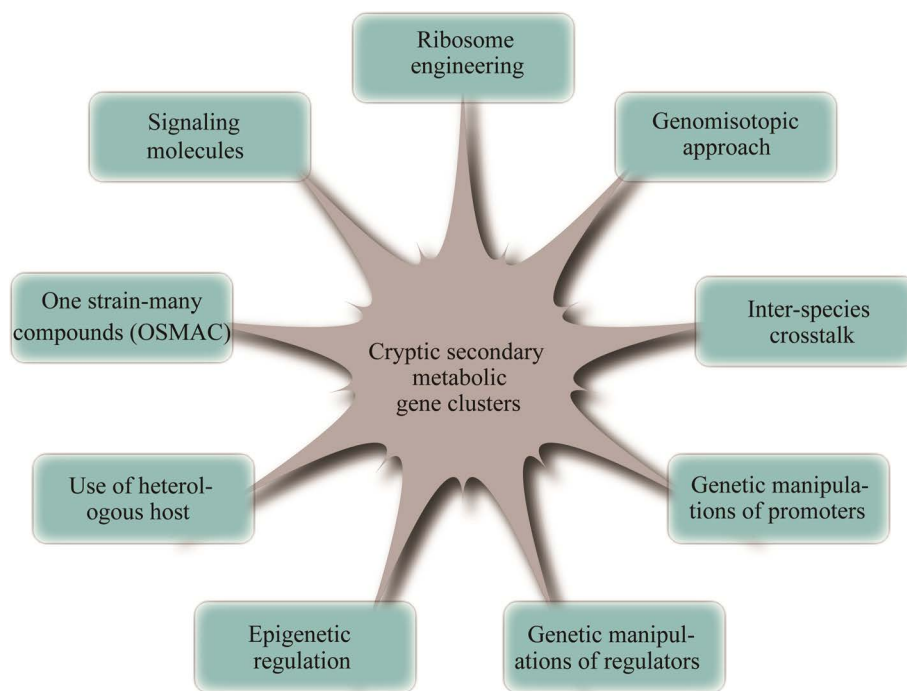 Ribosome
engineering
Signaling
molecules
Genomisotopic
approach
One strain-many
compounds (OSMAC)
Inter-species
crosstalk
Cryptic secondary
metabolic
gene clusters
Use of heterol-
ogous host
Genetic manipula-
tions of promoters
Epigenetic
regulation
Genetic manipul-
ations of regulators